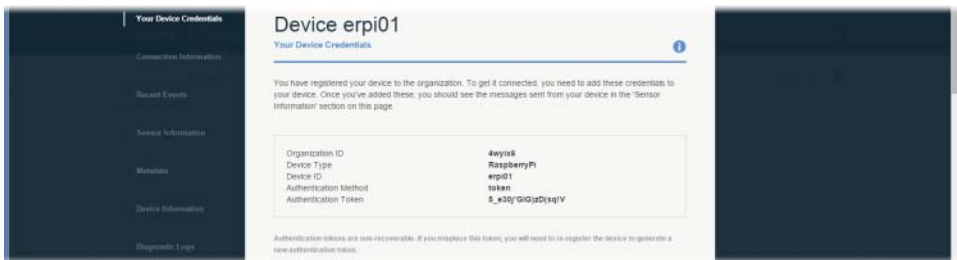 Your Device Credentials
Connection Information
Recent Events
Sensor Information
Metadata
Device Information
Diagnostic Logs
Device erpi01
Your Device Credentials
You have registered your device to the organization. To get it connected, you need to add these credentials to
your device. Once you've added these, you should see the messages sent from your device in the 'Sensor
Information' section on this page.
Organization ID 4wyix6
Device Type RaspberryPi
Device ID erpi01
Authentication Method token
Authentication Token
Authentication tokens are non-recoverable. If you misplace this token, you will need to re-register the device to generate a
new authentication token.